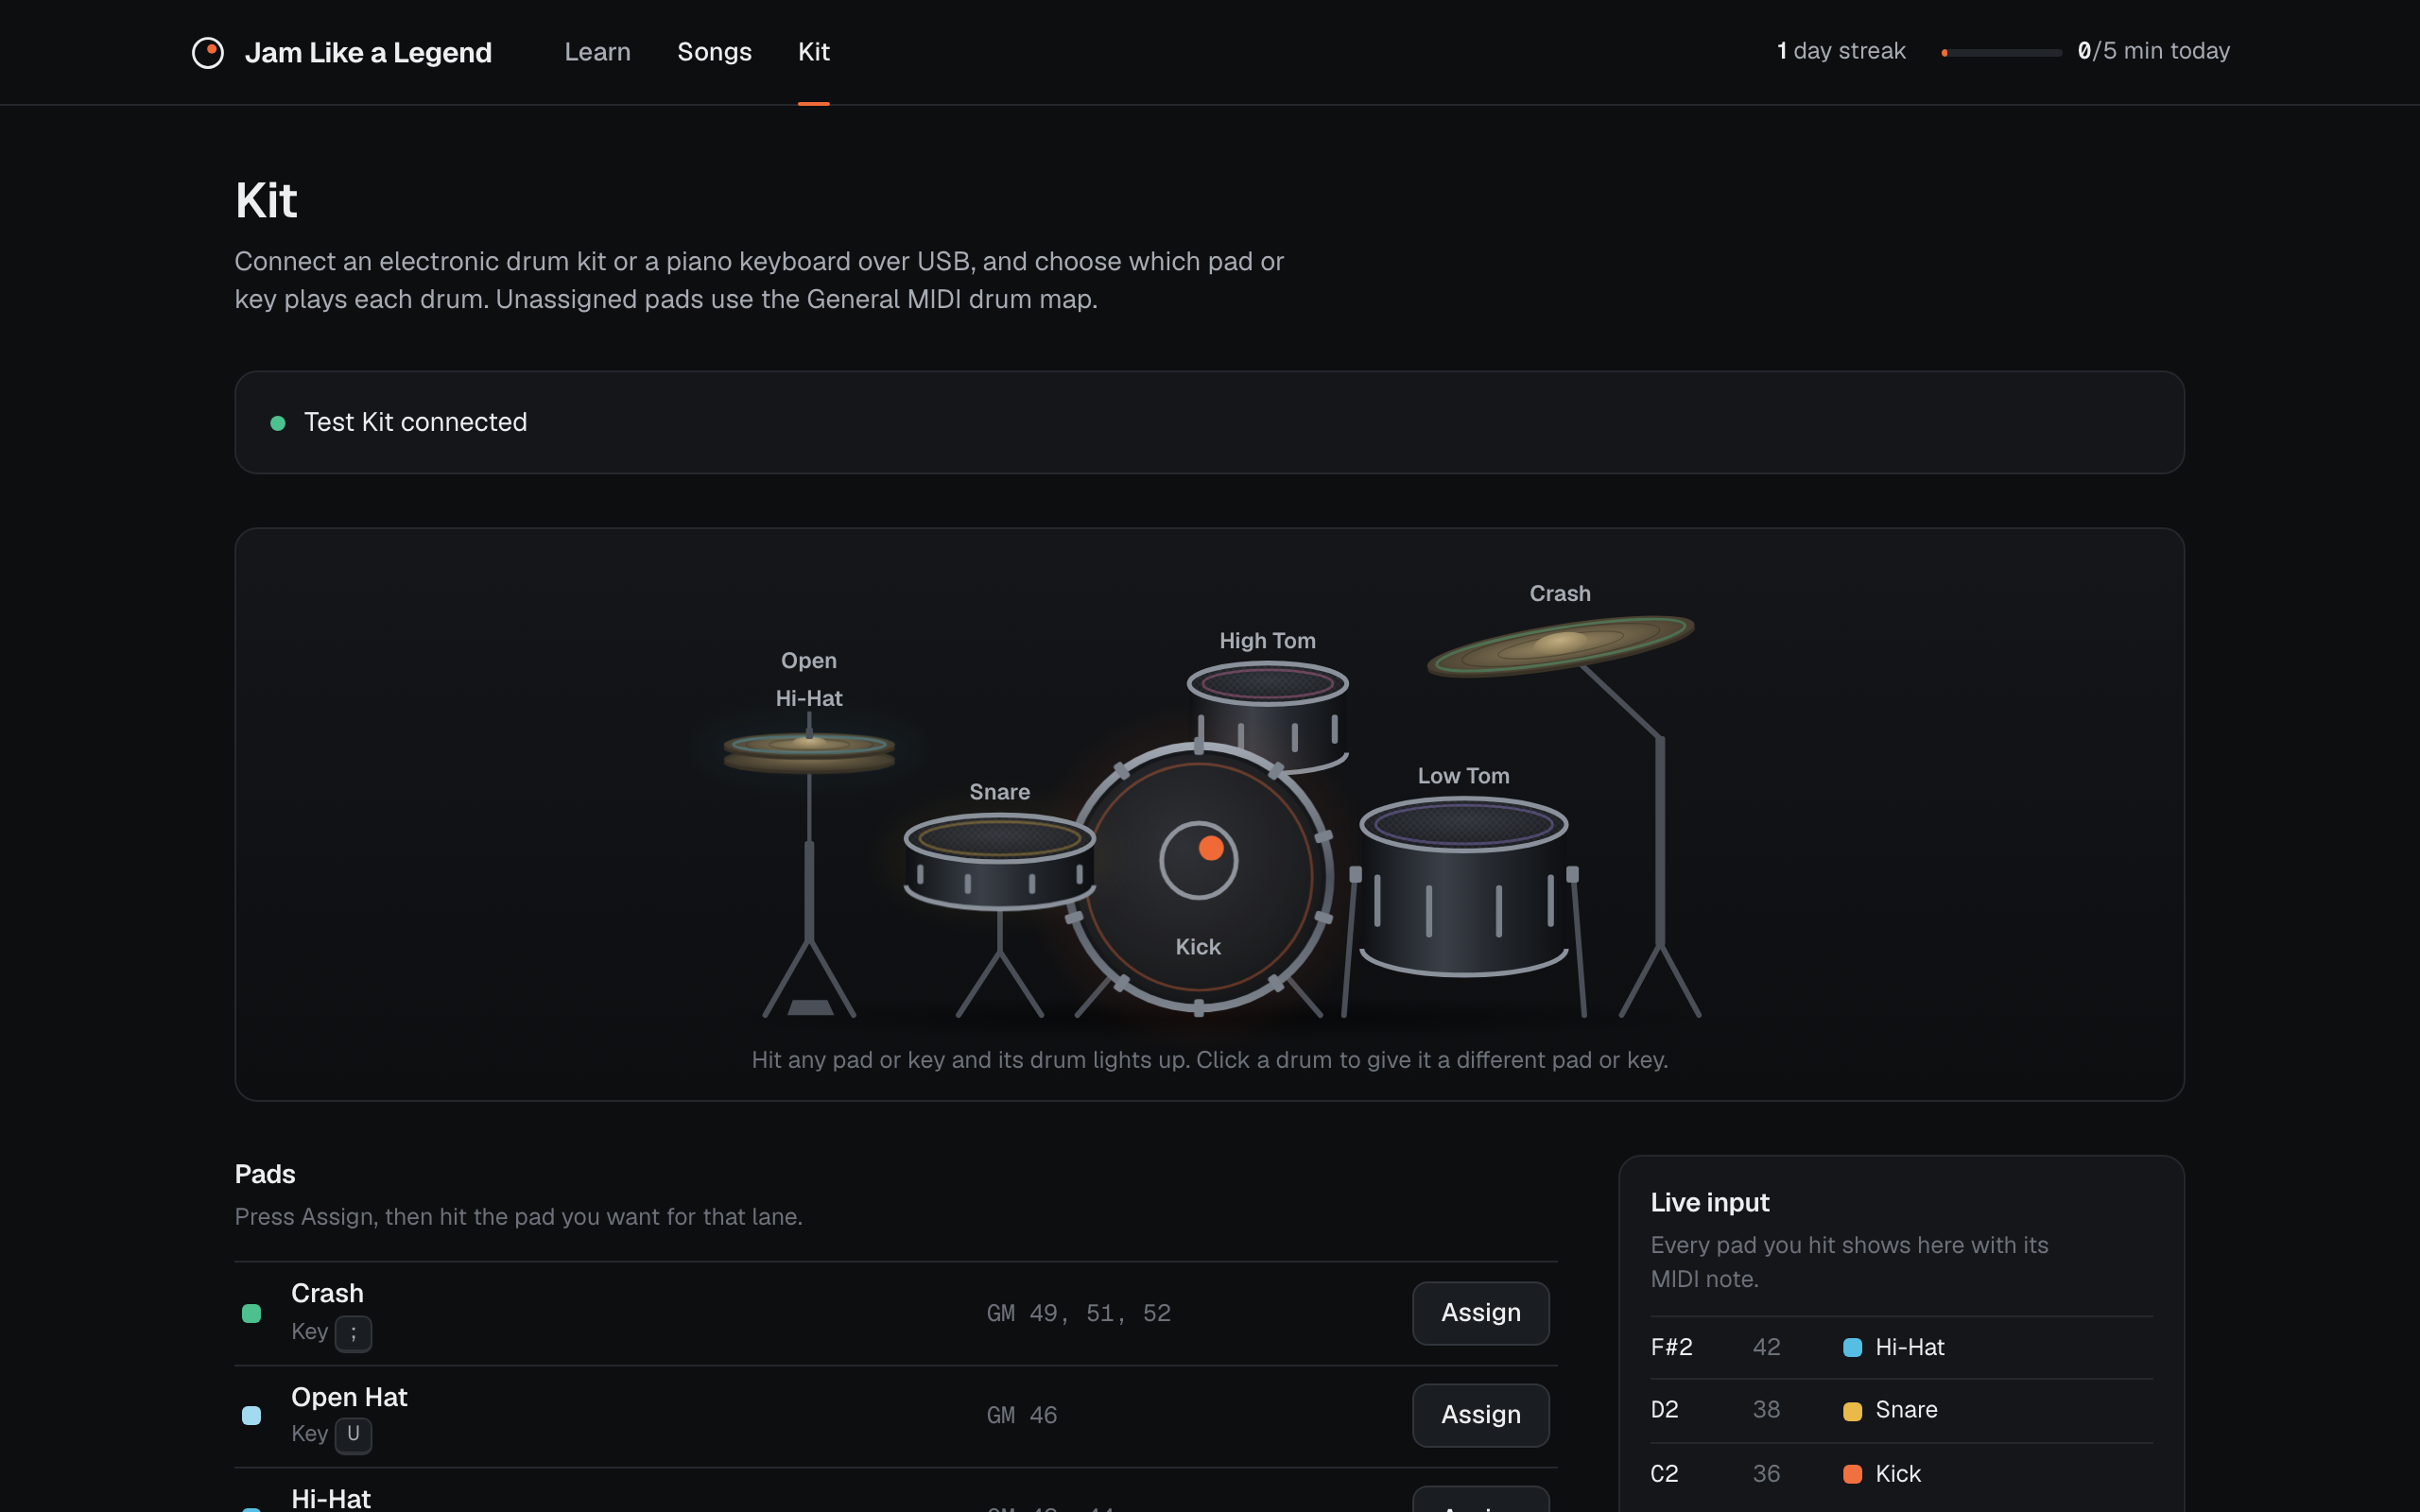 Jam Like a Legend
Learn
Songs
Kit
1 day streak
0/5 min today
Kit
Connect an electronic drum kit or a piano keyboard over USB, and choose which pad or
key plays each drum. Unassigned pads use the General MIDI drum map.
Test Kit connected
Crash
High Tom
Open
Hi-Hat
Low Tom
Snare
Kick
Hit any pad or key and its drum lights up. Click a drum to give it a different pad or key.
Pads
Press Assign, then hit the pad you want for that lane.
Crash
Key ;
GM 49, 51, 52
Assign
Open Hat
Key U
GM 46
Assign
Hi-Hat
Live input
Every pad you hit shows here with its
MIDI note.
F#2 42 Hi-Hat
D2 38 Snare
C2 36 Kick